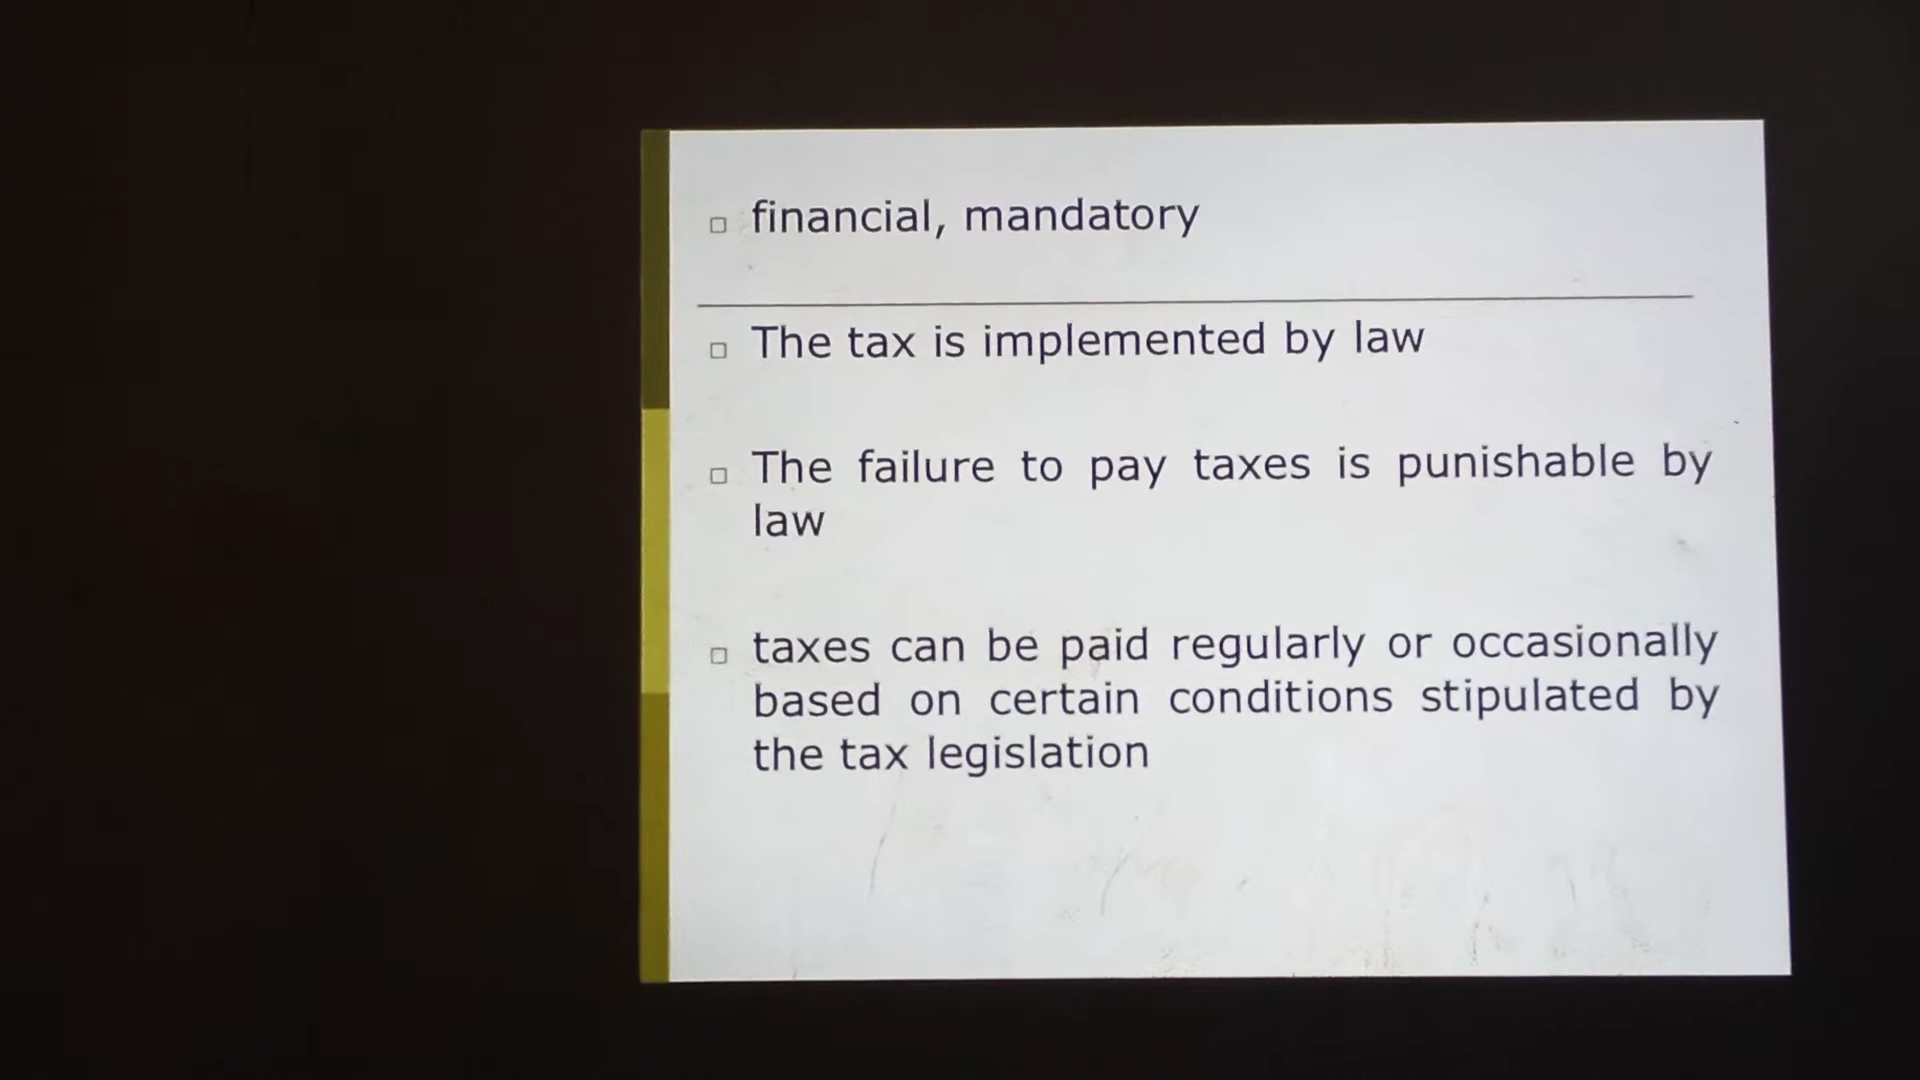 financial, mandatory
The tax is implemented by law
The failure to pay taxes is punishable by
law
taxes can be paid regularly or occasionally
based on certain conditions stipulated by
the tax legislation